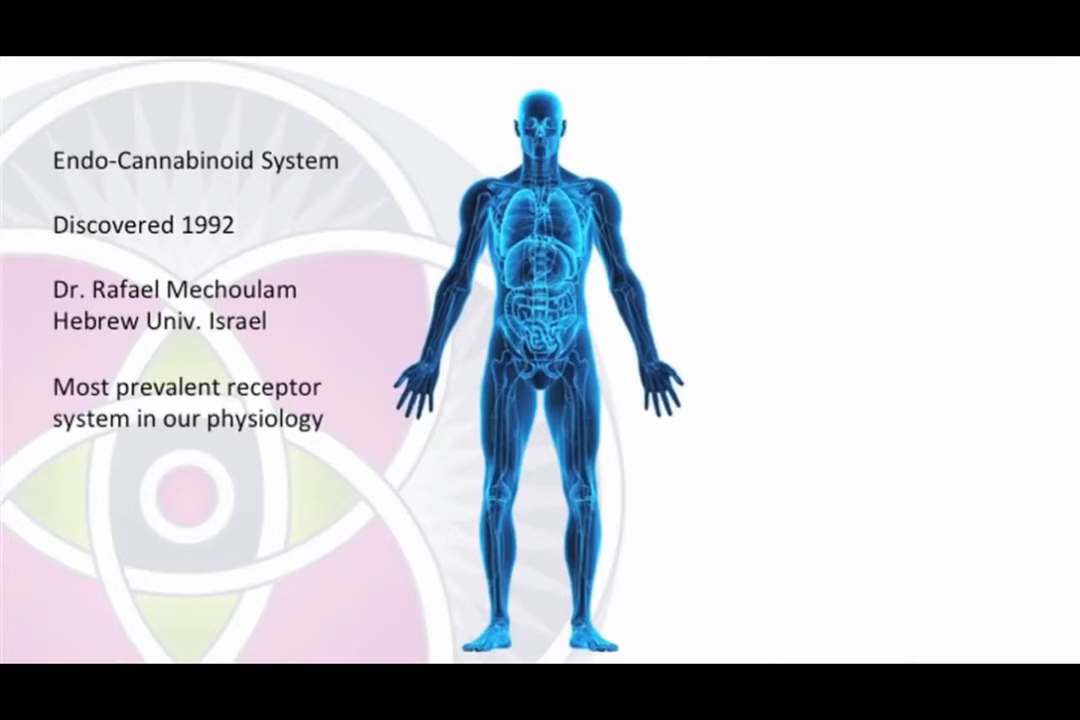 Endo-Cannabinoid System
Discovered 1992
Dr. Rafael Mechoulam
Hebrew Univ. Israel
Most prevalent receptor
system in our physiology